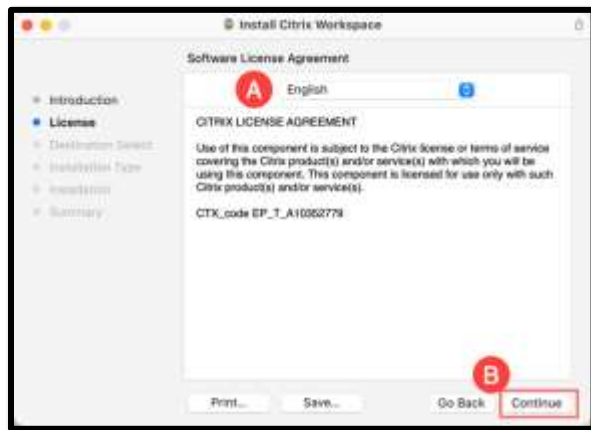 Install Citrix Workspace
Software License Agreement
A
English
Introduction
License
Destination Select
Installation Type
Installation
Summary
CITRIX LICENSE AGREEMENT
Use of this component is subject to the Citrix license or terms of service
covering the Citrix product(s) and/or service(s) with which you will be
using this component. This component is licensed for use only with such
Citrix product(s) and/or service(s).
CTX_code EP_T_A10352779
B
Print...
Save...
Go Back
Continue